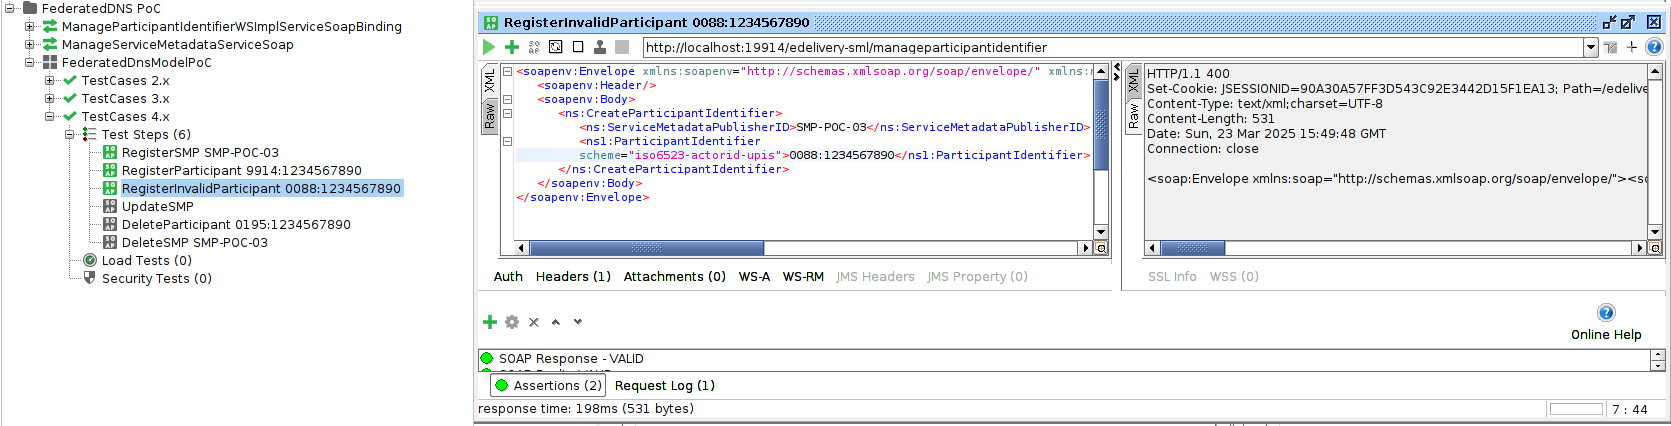 FederatedDNS PoC
ManageParticipantIdentifierWSImplServiceSoapBinding
ManageServiceMetadataServiceSoap
FederatedDnsModelPoC
TestCases 2.x
TestCases 3.x
TestCases 4.x
Test Steps (6)
RegisterSMP SMP-POC-03
RegisterParticipant 9914:1234567890
RegisterInvalidParticipant 0088:1234567890
UpdateSMP
DeleteParticipant 0195:1234567890
DeleteSMP SMP-POC-03
Load Tests (0)
Security Tests (0)
RegisterInvalidParticipant 0088:1234567890
http://localhost:19914/edelivery-sml/manageparticipantidentifier
XML
Raw
<soapenv:Envelope xmlns:soapenv="http://schemas.xmlsoap.org/soap/envelope/" xmlns:
<soapenv:Header/>
<soapenv:Body>
<ns:CreateParticipantIdentifier>
<ns:ServiceMetadataPublisherID>SMP-POC-03</ns:ServiceMetadataPublisherID>
<ns1:ParticipantIdentifier
scheme="iso6523-actorid-upis">0088:1234567890</ns1:ParticipantIdentifier>
</ns:CreateParticipantIdentifier>
</soapenv:Body>
</soapenv:Envelope>
Auth Headers (1) Attachments (0) WS-A WS-RM JMS Headers JMS Property (0)
XML
Raw
HTTP/1.1 400
Set-Cookie: JSESSIONID=90A30A57FF3D543C92E3442D15F1EA13; Path=/edelive
Content-Type: text/xml;charset=UTF-8
Content-Length: 531
Date: Sun, 23 Mar 2025 15:49:48 GMT
Connection: close
<soap:Envelope xmlns:soap="http://schemas.xmlsoap.org/soap/envelope/"><so
SSL Info WSS (0)
Online Help
SOAP Response - VALID
Assertions (2) Request Log (1)
response time: 198ms (531 bytes)
7 : 44